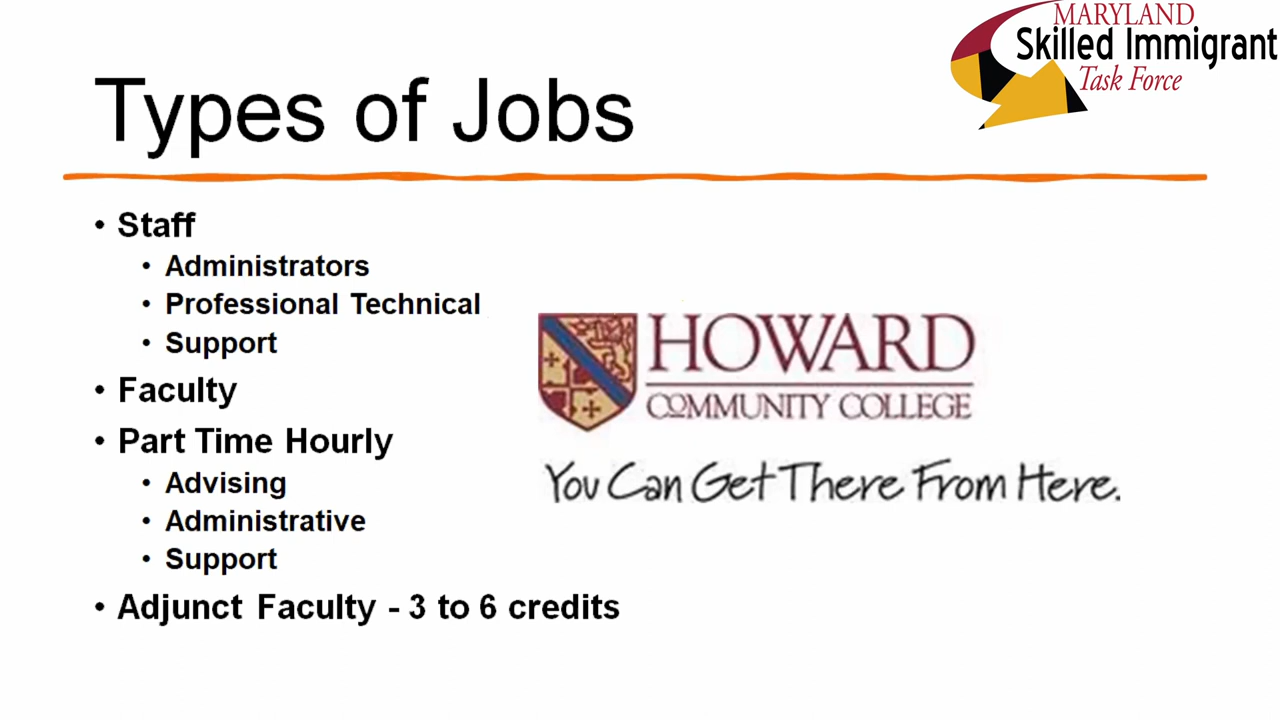 MARYLAND
Skilled Immigrant
Task Force
Types of Jobs
• Staff
• Administrators
• Professional Technical
• Support
• Faculty
• Part Time Hourly
• Advising
• Administrative
• Support
• Adjunct Faculty - 3 to 6 credits
HOWARD
COMMUNITY COLLEGE
You Can Get There From Here.